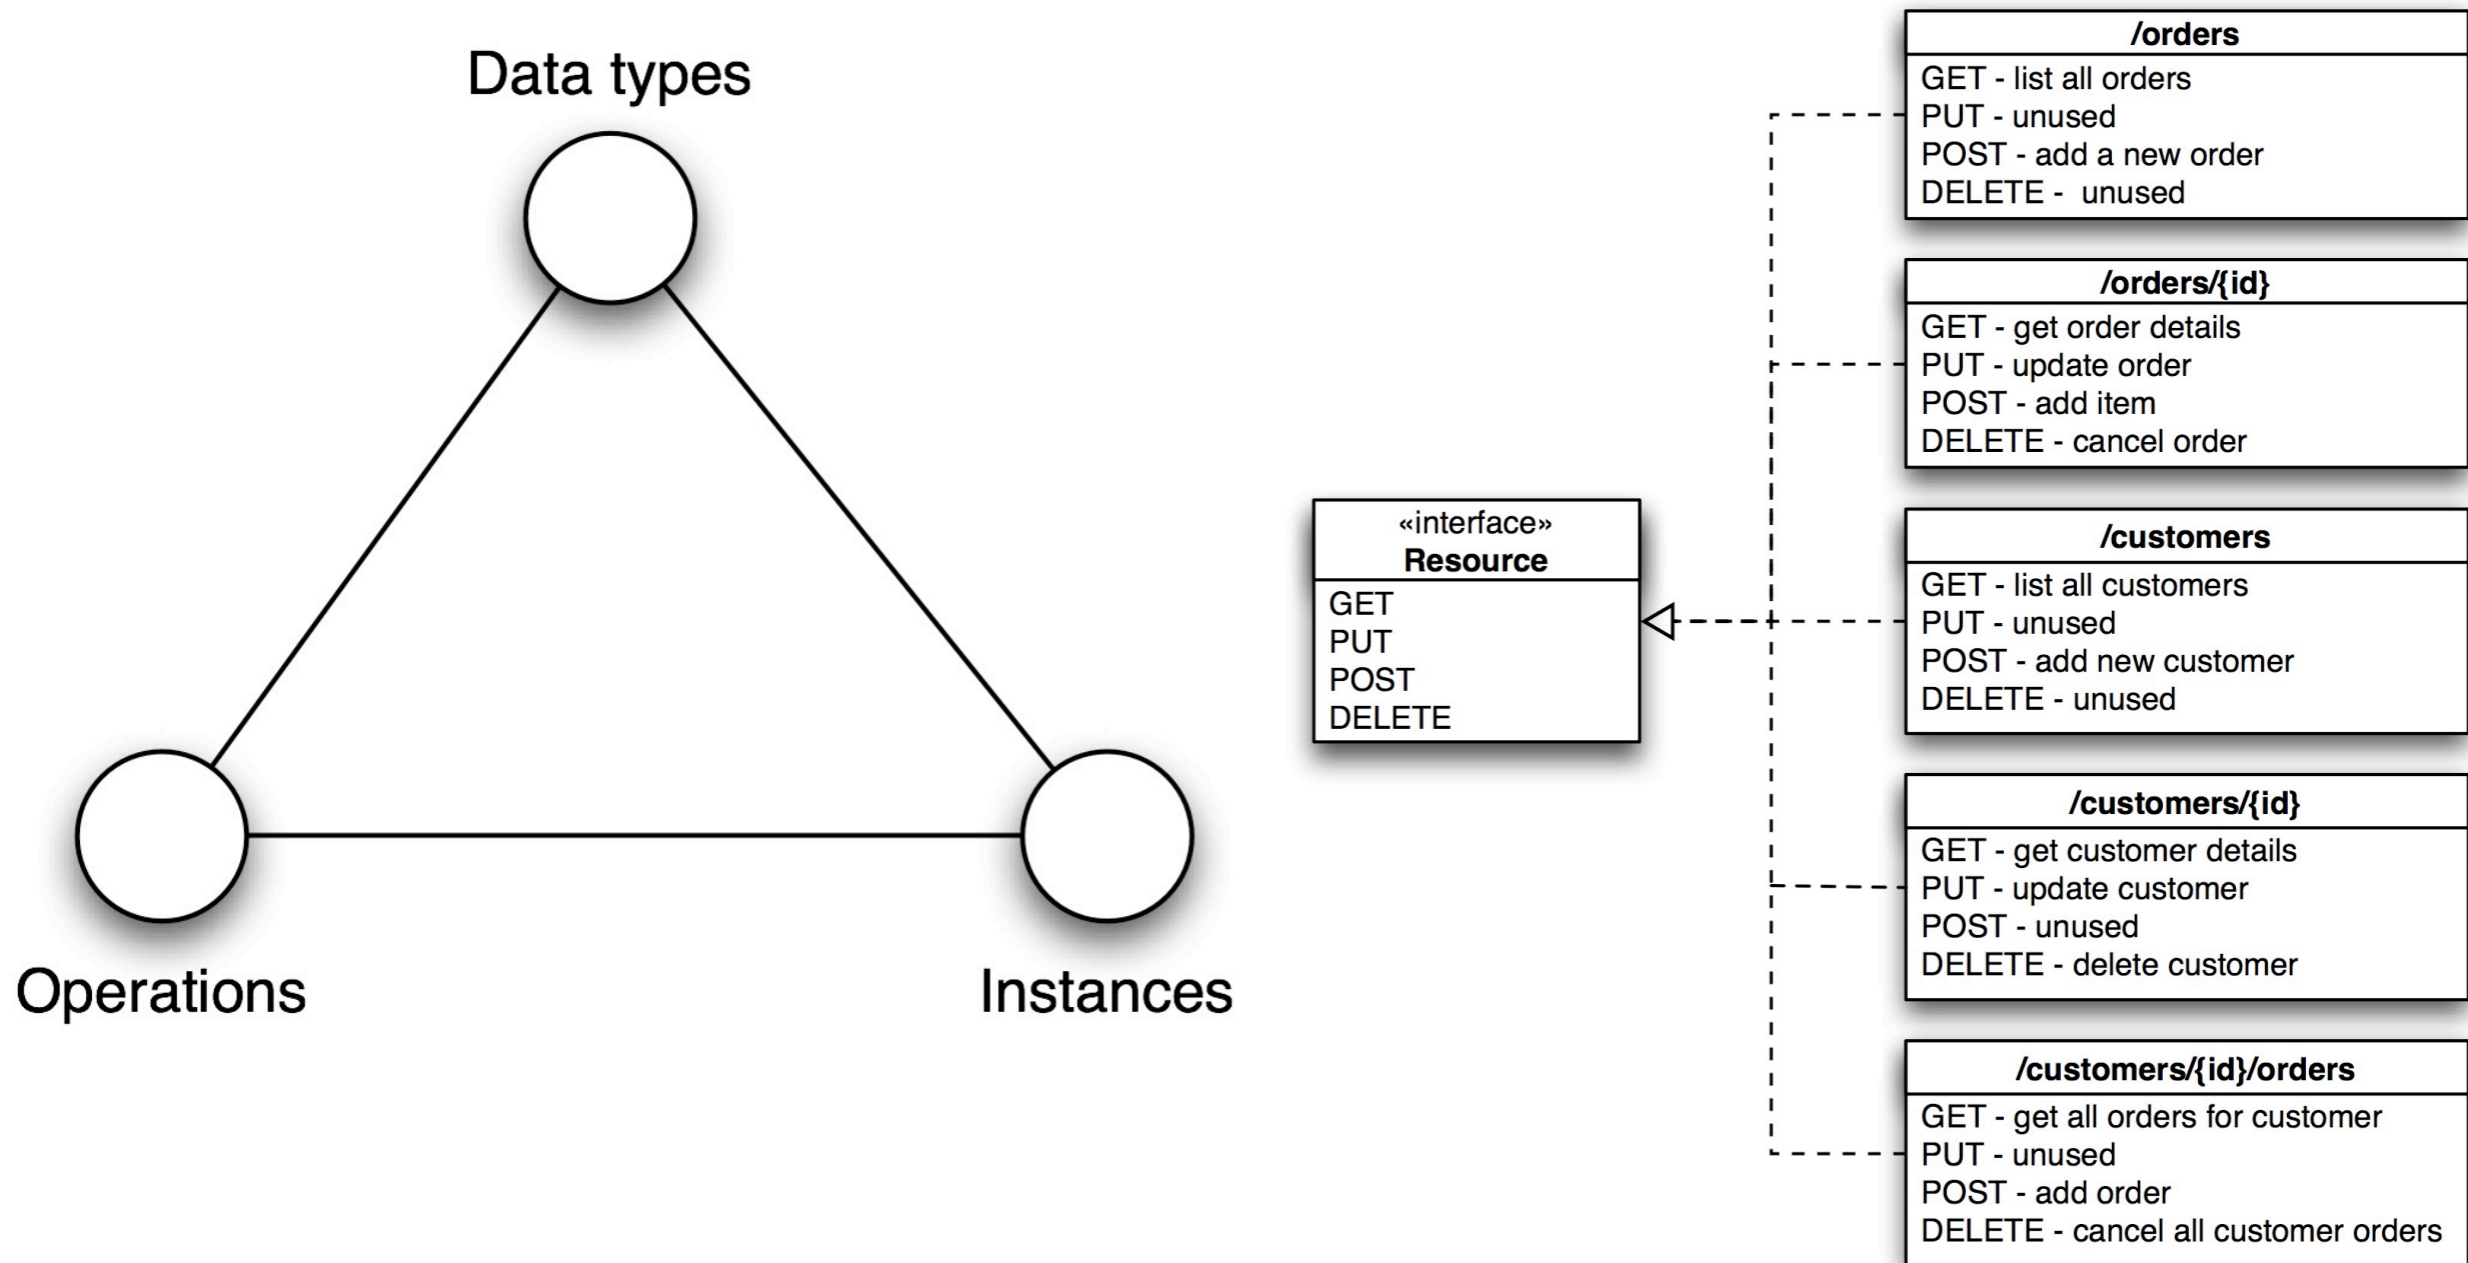 Data types
Operations
Instances
«interface»
Resource
GET
PUT
POST
DELETE
/orders
GET - list all orders
PUT - unused
POST - add a new order
DELETE -  unused
/orders/{id}
GET - get order details
PUT - update order
POST - add item
DELETE - cancel order
/customers
GET - list all customers
PUT - unused
POST - add new customer
DELETE - unused
/customers/{id}
GET - get customer details
PUT - update customer
POST - unused
DELETE - delete customer
/customers/{id}/orders
GET - get all orders for customer
PUT - unused
POST - add order
DELETE - cancel all customer orders